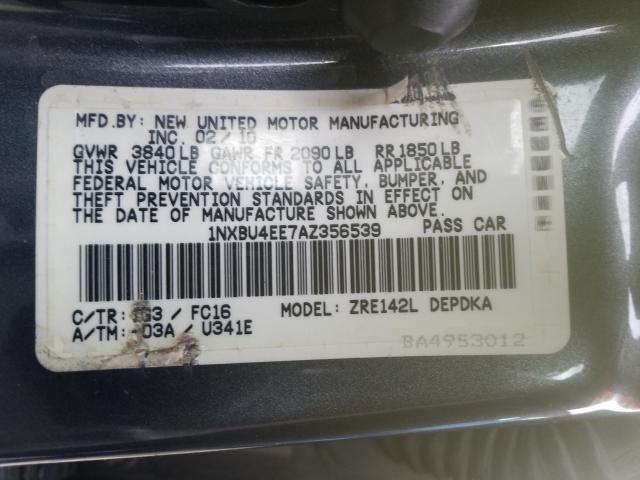 MFD.BY: NEW UNITED MOTOR MANUFACTURING
INC. 02/10
GVWR 3840LB GAWR FR 2090LB RR1850LB
THIS VEHICLE CONFORMS TO ALL APPLICABLE
FEDERAL MOTOR VEHICLE SAFETY, BUMPER, AND
THEFT PREVENTION STANDARDS IN EFFECT ON
THE DATE OF MANUFACTURE SHOWN ABOVE.
1NXBU4EE7AZ356539 PASS CAR
C/TR: / FC16 MODEL: ZRE142L DEPDKA
A/TM: -03A / U341E
BA4953012